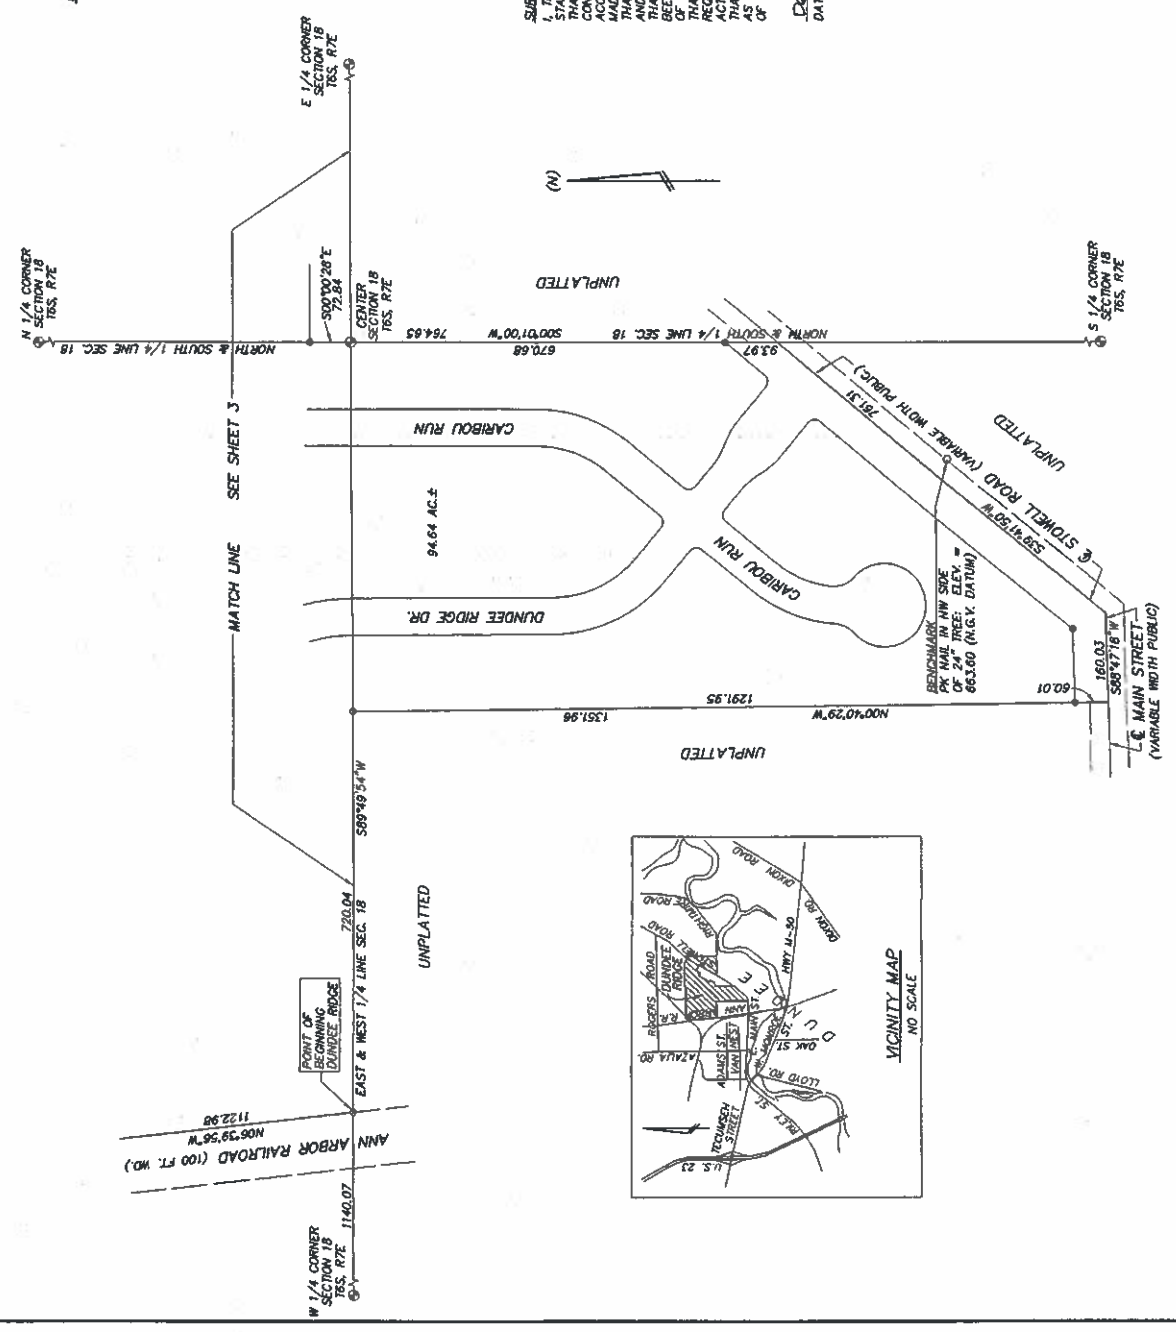 N 1/4 CORNER
SECTION 18
T6S, R7E
E 1/4 CORNER
SECTION 18
T6S, R7E
NORTH & SOUTH 1/4 LINE SEC. 18
MATCH LINE SEE SHEET 3
S00°00'28"E
72.84
CENTER
SECTION 18
T6S, R7E
(N)
UNPLATTED
S00°01'00"W 764.65
670.68
NORTH & SOUTH 1/4 LINE SEC. 18
93.97
S 1/4 CORNER
SECTION 18
T6S, R7E
CARIBOU RUN
94.64 AC.±
DUNDEE RIDGE DR.
CARIBOU RUN
761.31
S39°41'50"W
℄ STOWELL ROAD (VARIABLE WIDTH PUBLIC)
UNPLATTED
BENCHMARK
PK NAIL IN NW SIDE
OF 24" TREE: ELEV. =
663.60 (N.G.V. DATUM)
1291.95
N00°40'29"W 1351.96
60.01
160.03
S88°47'16"W
℄ MAIN STREET
(VARIABLE WIDTH PUBLIC)
UNPLATTED
S89°49'54"W
720.04
EAST & WEST 1/4 LINE SEC. 18
UNPLATTED
POINT OF
BEGINNING
DUNDEE RIDGE
1122.98
N06°39'56"W
ANN ARBOR RAILROAD (100 FT. WD.)
1140.07
W 1/4 CORNER
SECTION 18
T6S, R7E
ROGERS ROAD
DUNDEE
RIDGE
ROAD
DIXON ROAD
DIXON RD.
HWY M-50
R.R.
ANN
AZALIA RD.
ADAMS ST.
VAN NEST
E. MAIN ST.
MONROE
ST.
OAK ST.
DUNDEE
LLOYD RD.
RILEY ST.
TECUMSEH
STREET
U.S. 23
VICINITY MAP
NO SCALE